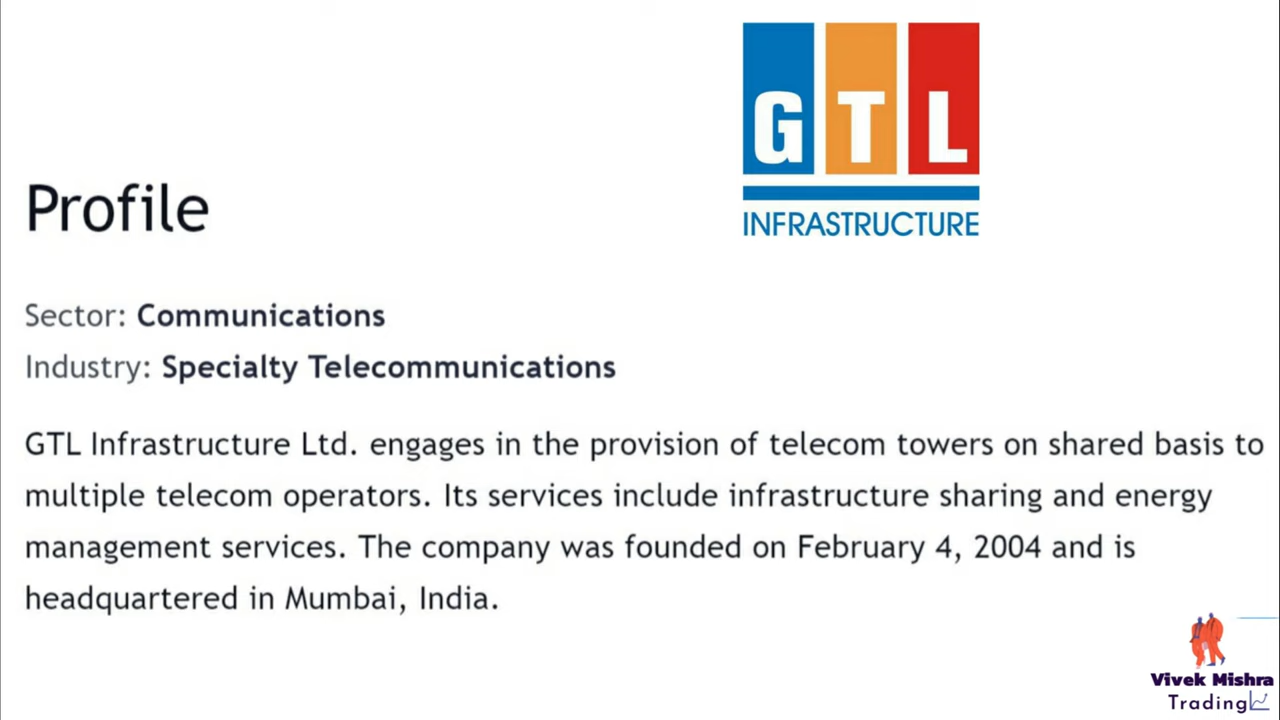 GTL
INFRASTRUCTURE
Profile
Sector: Communications
Industry: Specialty Telecommunications
GTL Infrastructure Ltd. engages in the provision of telecom towers on shared basis to
multiple telecom operators. Its services include infrastructure sharing and energy
management services. The company was founded on February 4, 2004 and is
headquartered in Mumbai, India.
Vivek Mishra
Trading